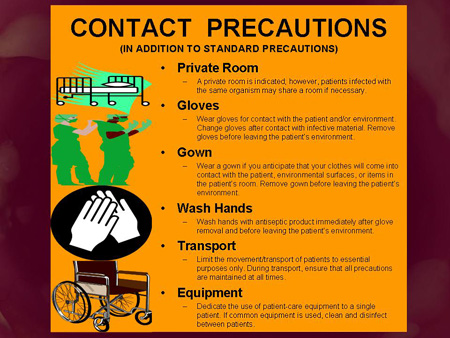 CONTACT PRECAUTIONS
(IN ADDITION TO STANDARD PRECAUTIONS)
• Private Room
– A private room is indicated, however, patients infected with
the same organism may share a room if necessary.
• Gloves
– Wear gloves for contact with the patient and/or environment.
Change gloves after contact with infective material. Remove
gloves before leaving the patient's environment.
• Gown
– Wear a gown if you anticipate that your clothes will come into
contact with the patient, environmental surfaces, or items in
the patient's room. Remove gown before leaving the patient's
environment.
• Wash Hands
– Wash hands with antiseptic product immediately after glove
removal and before leaving the patient's environment.
• Transport
– Limit the movement/transport of patients to essential
purposes only. During transport, ensure that all precautions
are maintained at all times.
• Equipment
– Dedicate the use of patient-care equipment to a single
patient. If common equipment is used, clean and disinfect
between patients.